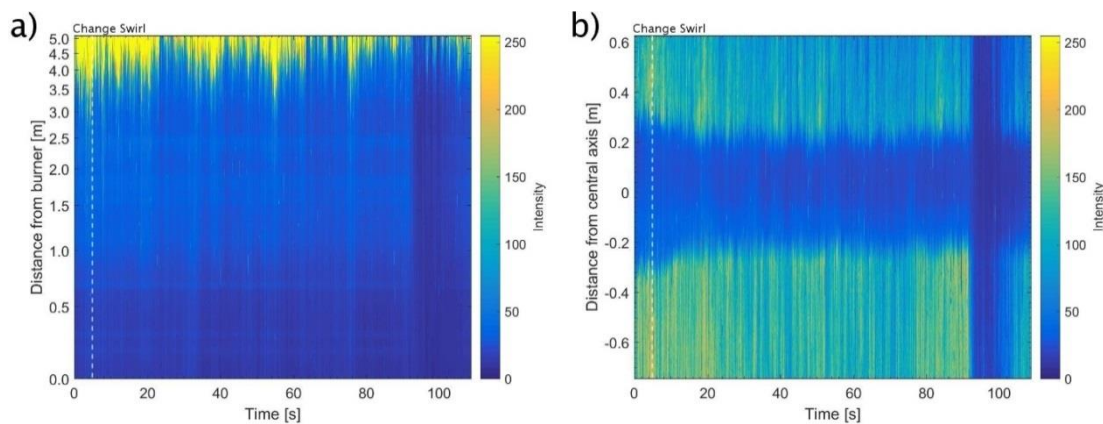 a)
Change Swirl
5.0
4.5
4.0
3.5
3.0
2.5
2.0
1.5
1.0
0.5
0.0
Distance from burner [m]
0 20 40 60 80 100
Time [s]
250
200
150
100
50
0
Intensity
b)
Change Swirl
0.6
0.4
0.2
0
-0.2
-0.4
-0.6
Distance from central axis [m]
0 20 40 60 80 100
Time [s]
250
200
150
100
50
0
Intensity